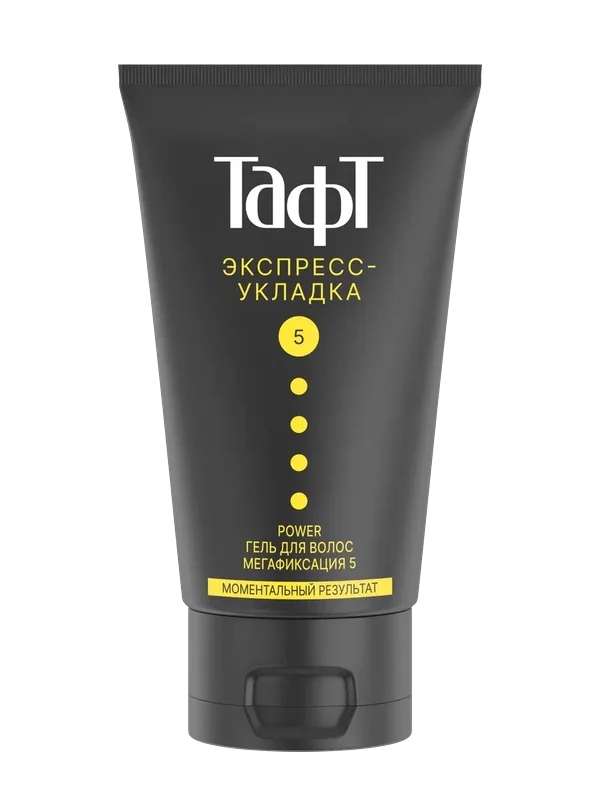 Тафт
ЭКСПРЕСС-
УКЛАДКА
5
POWER
ГЕЛЬ ДЛЯ ВОЛОС
МЕГАФИКСАЦИЯ 5
МОМЕНТАЛЬНЫЙ РЕЗУЛЬТАТ